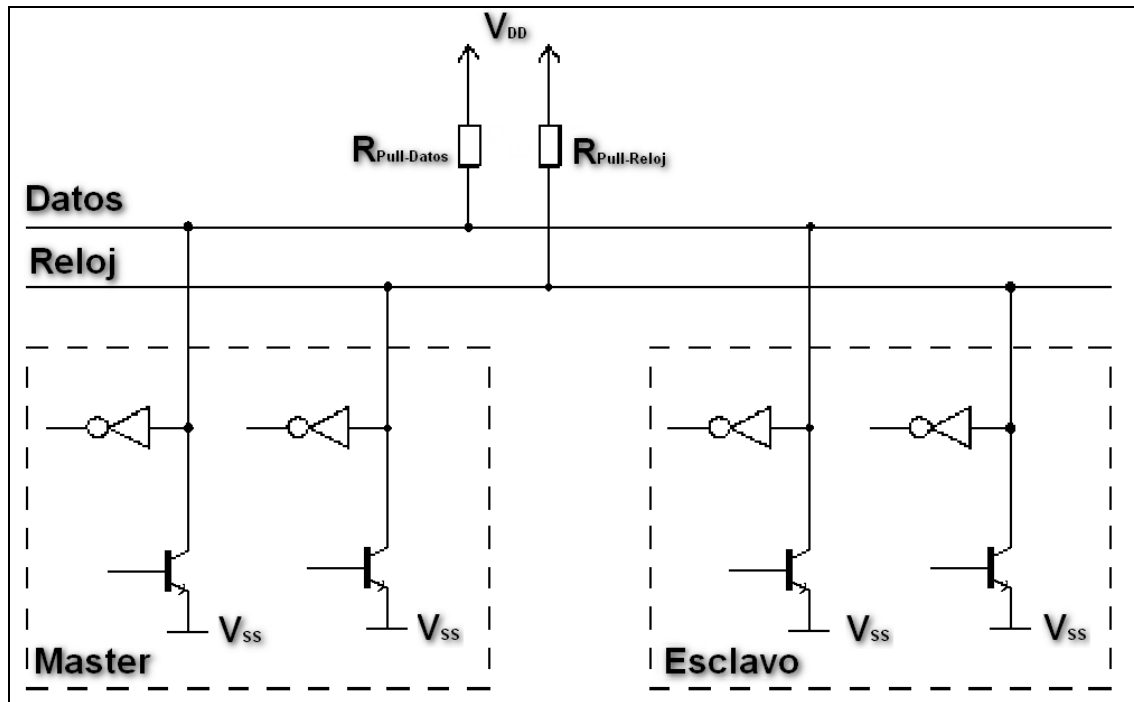 VDD
RPull-Datos
RPull-Reloj
Datos
Reloj
VSS
VSS
VSS
VSS
Master
Esclavo